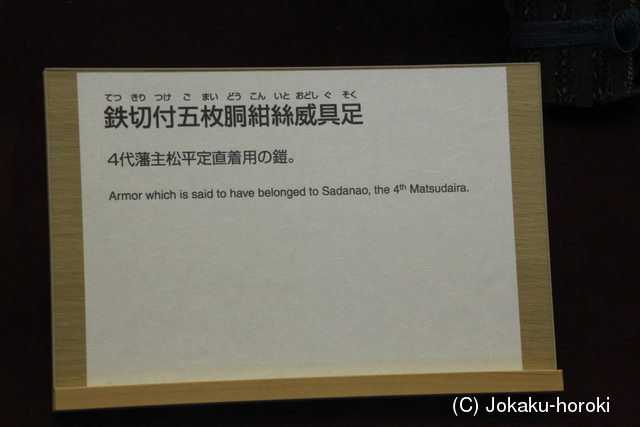 てつ きり つけ ご まい どう こん いと おどし ぐ そく
鉄切付五枚胴紺絲威具足
4代藩主松平定直着用の鎧。
Armor which is said to have belonged to Sadanao, the 4th Matsudaira.
(C) Jokaku-horoki